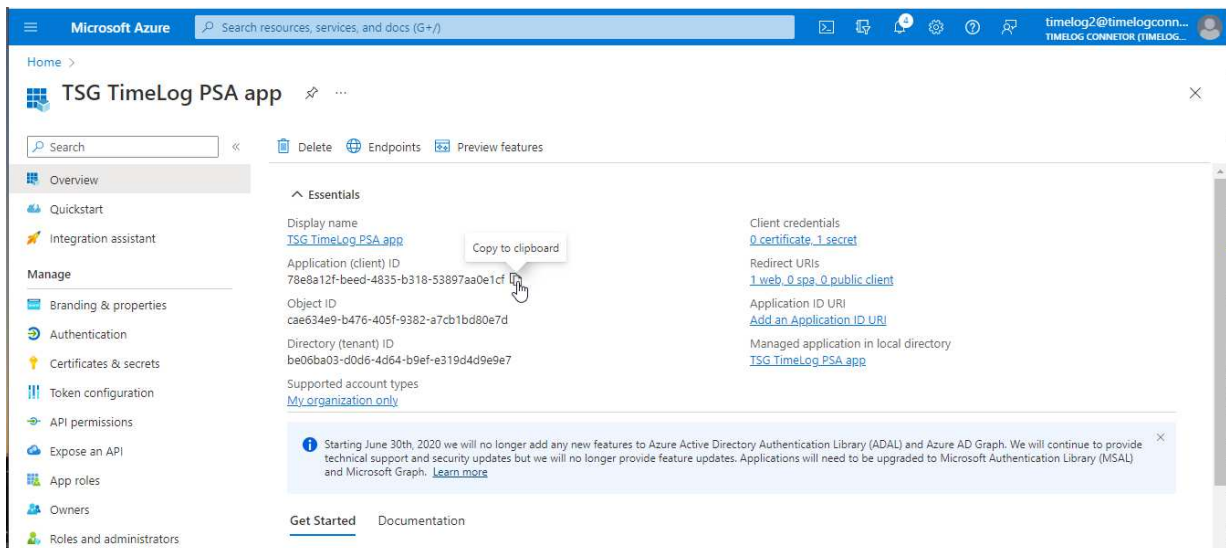 Microsoft Azure
Search resources, services, and docs (G+/)
4
timelog2@timelogconn...
TIMELOG CONNETOR (TIMELOG...
Home >
TSG TimeLog PSA app
Search
Delete
Endpoints
Preview features
Overview
Quickstart
Integration assistant
Manage
Branding & properties
Authentication
Certificates & secrets
Token configuration
API permissions
Expose an API
App roles
Owners
Roles and administrators
Essentials
Display name
TSG TimeLog PSA app
Copy to clipboard
Application (client) ID
78e8a12f-beed-4835-b318-53897aa0e1cf
Object ID
cae634e9-b476-405f-9382-a7cb1bd80e7d
Directory (tenant) ID
be06ba03-d0d6-4d64-b9ef-e319d4d9e9e7
Supported account types
My organization only
Client credentials
0 certificate, 1 secret
Redirect URIs
1 web, 0 spa, 0 public client
Application ID URI
Add an Application ID URI
Managed application in local directory
TSG TimeLog PSA app
Starting June 30th, 2020 we will no longer add any new features to Azure Active Directory Authentication Library (ADAL) and Azure AD Graph. We will continue to provide
technical support and security updates but we will no longer provide feature updates. Applications will need to be upgraded to Microsoft Authentication Library (MSAL)
and Microsoft Graph. Learn more
Get Started
Documentation